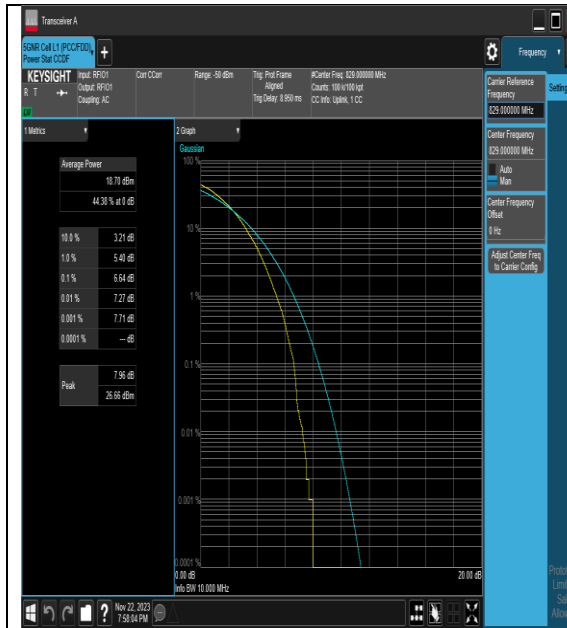 Transceiver A
5GNR Cell L1 (PCC/FDD)
Power Stat CCDF
+
Frequency
KEYSIGHT
R T
LV
Input: RFIO1
Output: RFIO1
Coupling: AC
Corr CCorr
Range: -50 dBm
Trig: Prot Frame
Aligned
Trig Delay: 8.950 ms
#Center Freq: 829.000000 MHz
Counts: 100 k/100 kpt
CC Info: Uplink, 1 CC
Carrier Reference
Frequency
829.000000 MHz
Setting
Center Frequency
829.000000 MHz
Auto
Man
Center Frequency
Offset
0 Hz
Adjust Center Freq
to Carrier Config
1 Metrics
Average Power
18.70 dBm
44.38 % at 0 dB
10.0 % 3.21 dB
1.0 % 5.40 dB
0.1 % 6.64 dB
0.01 % 7.27 dB
0.001 % 7.71 dB
0.0001 % --- dB
Peak 7.96 dB
26.66 dBm
2 Graph
Gaussian
100 %
10 %
1 %
0.1 %
0.01 %
0.001 %
0.0001 %
0.00 dB 20.00 dB
Info BW 10.000 MHz
Nov 22, 2023
7:58:04 PM
?